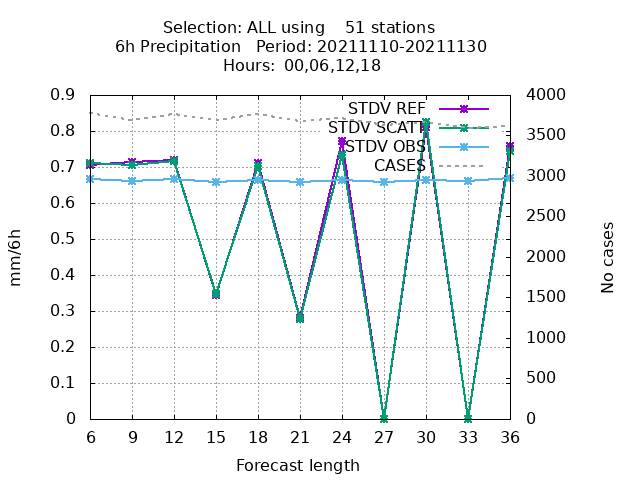 Selection: ALL using    51 stations
6h Precipitation   Period: 20211110-20211130
Hours: 00,06,12,18
STDV REF
STDV SCATT
STDV OBS
CASES
mm/6h
0.9
0.8
0.7
0.6
0.5
0.4
0.3
0.2
0.1
0
No cases
4000
3500
3000
2500
2000
1500
1000
500
0
6 9 12 15 18 21 24 27 30 33 36
Forecast length